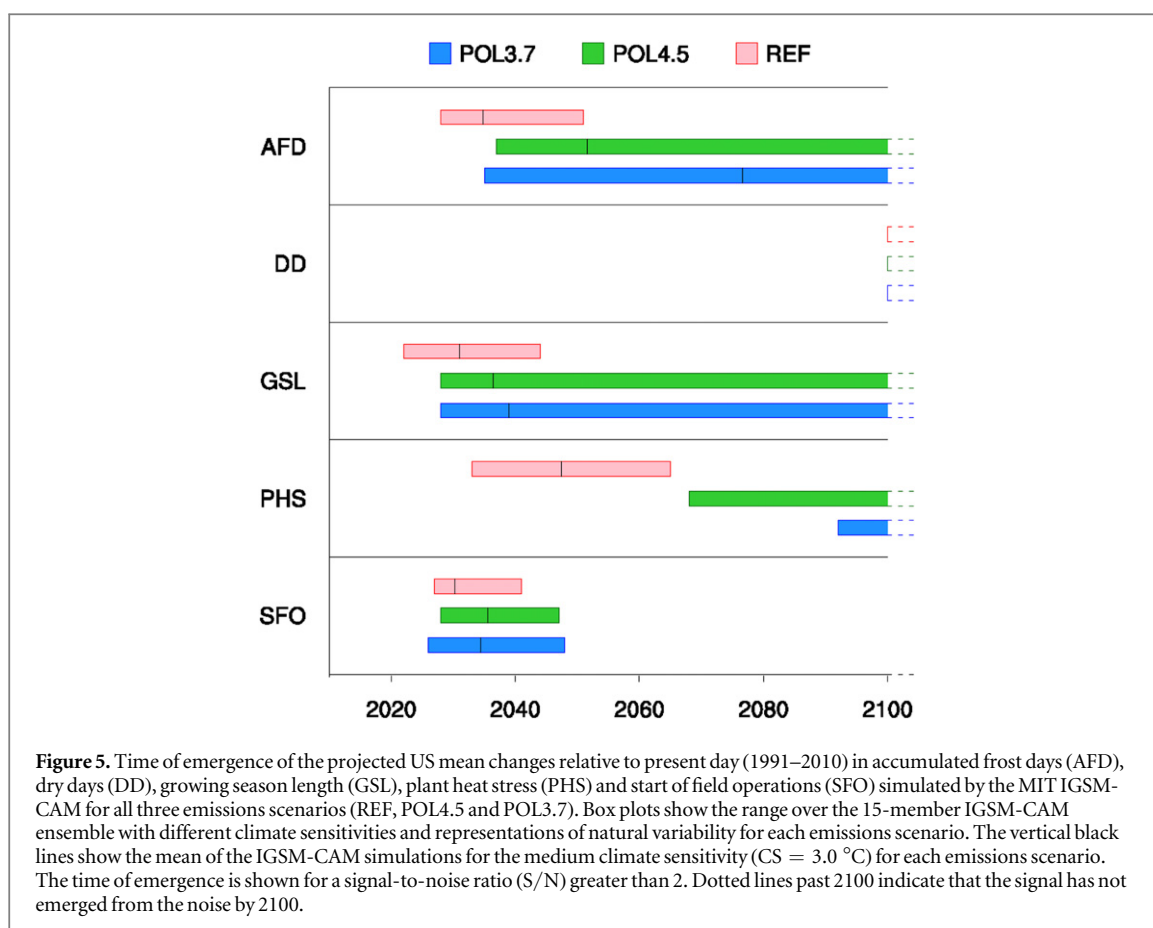 POL3.7 POL4.5 REF
AFD
DD
GSL
PHS
SFO
2020 2040 2060 2080 2100
Figure 5. Time of emergence of the projected US mean changes relative to present day (1991–2010) in accumulated frost days (AFD),
dry days (DD), growing season length (GSL), plant heat stress (PHS) and start of field operations (SFO) simulated by the MIT IGSM-
CAM for all three emissions scenarios (REF, POL4.5 and POL3.7). Box plots show the range over the 15-member IGSM-CAM
ensemble with different climate sensitivities and representations of natural variability for each emissions scenario. The vertical black
lines show the mean of the IGSM-CAM simulations for the medium climate sensitivity (CS = 3.0 °C) for each emissions scenario.
The time of emergence is shown for a signal-to-noise ratio (S/N) greater than 2. Dotted lines past 2100 indicate that the signal has not
emerged from the noise by 2100.